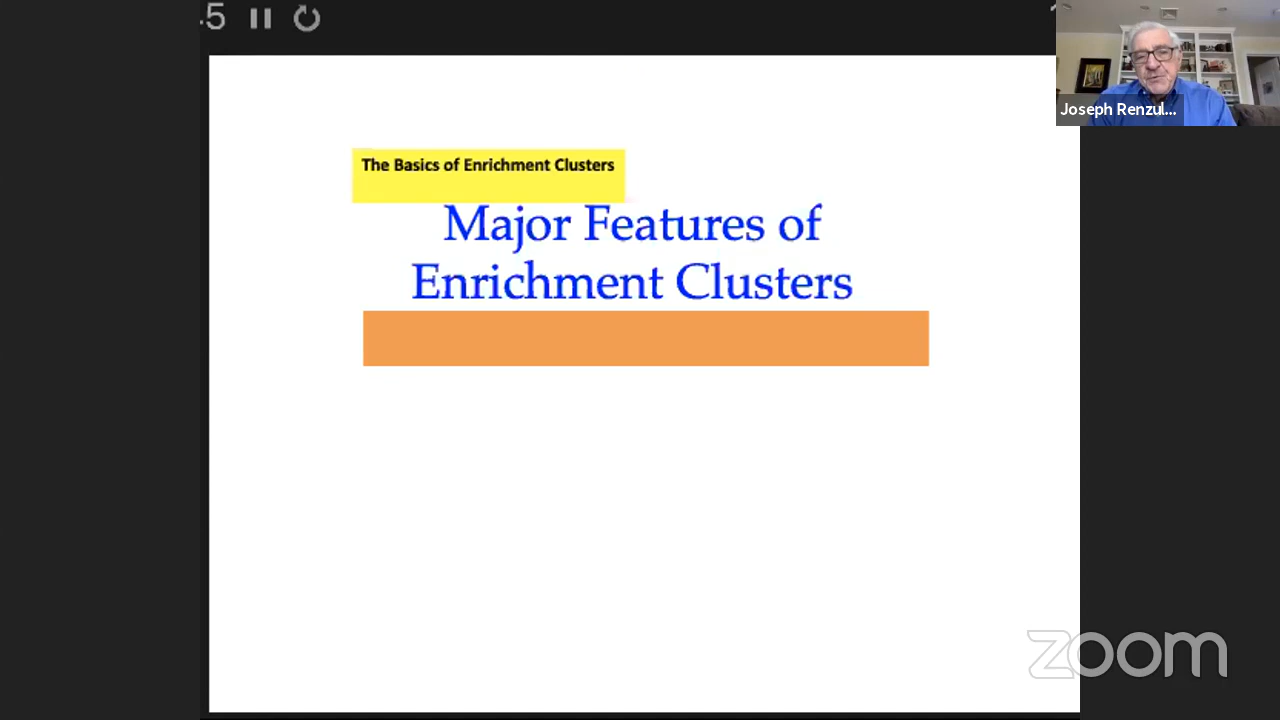 -5
Joseph Renzul...
The Basics of Enrichment Clusters
Major Features of
Enrichment Clusters
zoom